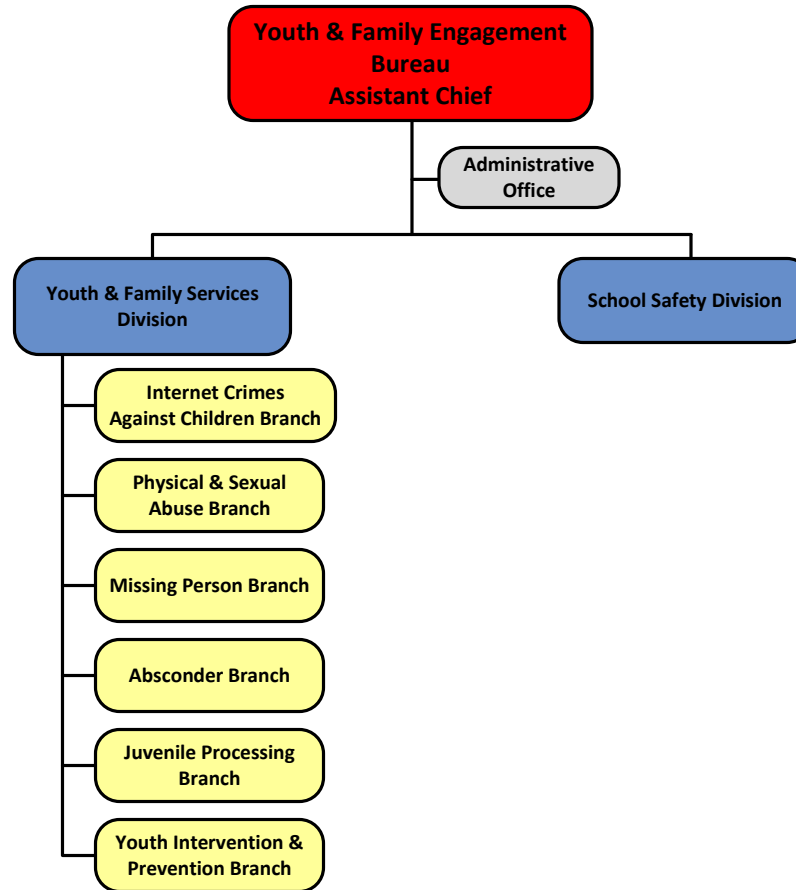 Youth & Family Engagement
Bureau
Assistant Chief
Administrative
Office
Youth & Family Services
Division
School Safety Division
Internet Crimes
Against Children Branch
Physical & Sexual
Abuse Branch
Missing Person Branch
Absconder Branch
Juvenile Processing
Branch
Youth Intervention &
Prevention Branch